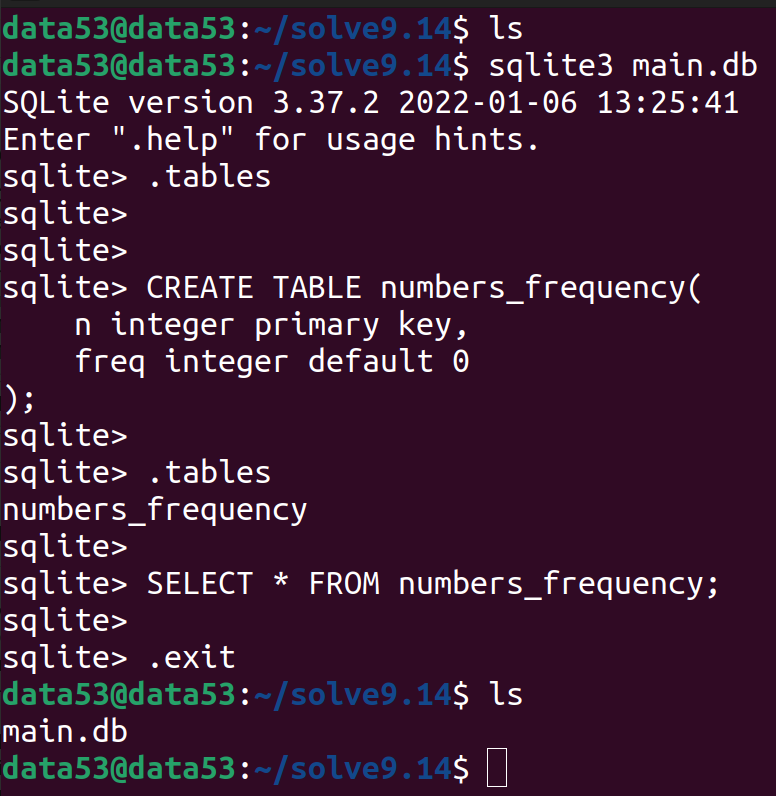 data53@data53:~/solve9.14$ ls
data53@data53:~/solve9.14$ sqlite3 main.db
SQLite version 3.37.2 2022-01-06 13:25:41
Enter ".help" for usage hints.
sqlite> .tables
sqlite>
sqlite>
sqlite> CREATE TABLE numbers_frequency(
    n integer primary key,
    freq integer default 0
);
sqlite>
sqlite> .tables
numbers_frequency
sqlite>
sqlite> SELECT * FROM numbers_frequency;
sqlite>
sqlite> .exit
data53@data53:~/solve9.14$ ls
main.db
data53@data53:~/solve9.14$